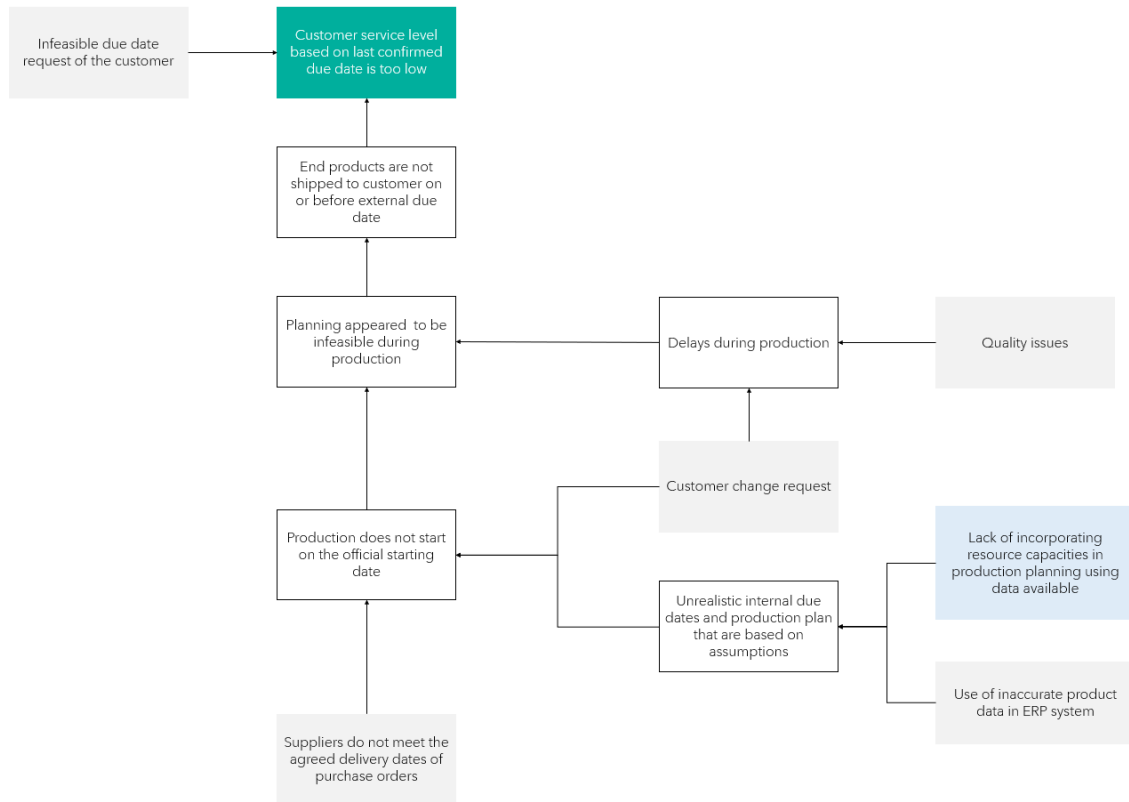 Infeasible due date
request of the customer
Customer service level
based on last confirmed
due date is too low
End products are not
shipped to customer on
or before external due
date
Planning appeared  to be
infeasible during
production
Delays during production
Quality issues
Customer change request
Production does not start
on the official starting
date
Lack of incorporating
resource capacities in
production planning using
data available
Unrealistic internal due
dates and production plan
that are based on
assumptions
Use of inaccurate product
data in ERP system
Suppliers do not meet the
agreed delivery dates of
purchase orders